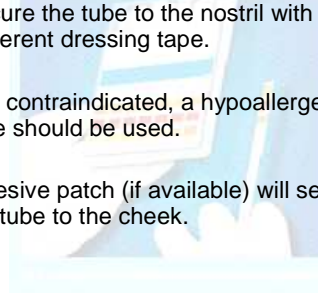 cure the tube to the nostril with
erent dressing tape.
contraindicated, a hypoallerge
e should be used.
esive patch (if available) will se
tube to the cheek.